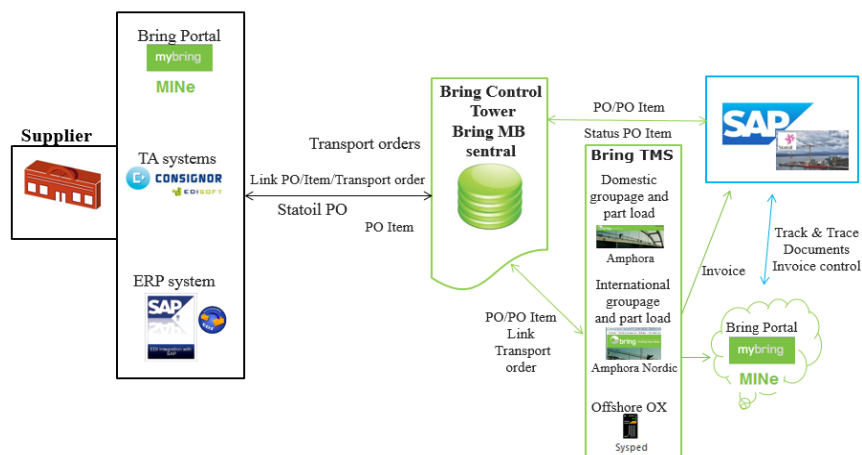 Supplier
Bring Portal
mybring
MINe
TA systems
CONSIGNOR
EDISOFT
ERP system
SAP
EDI
EDI Integration with
SAP
Transport orders
Link PO/Item/Transport order
Statoil PO
PO Item
Bring Control
Tower
Bring MB
sentral
PO/PO Item
Status PO Item
PO/PO Item
Link
Transport
order
Bring TMS
Domestic
groupage and
part load
Amphora
International
groupage
and part load
bring
Amphora Nordic
Offshore OX
Sysped
Invoice
SAP
Statoil
Track & Trace
Documents
Invoice control
Bring Portal
mybring
MINe